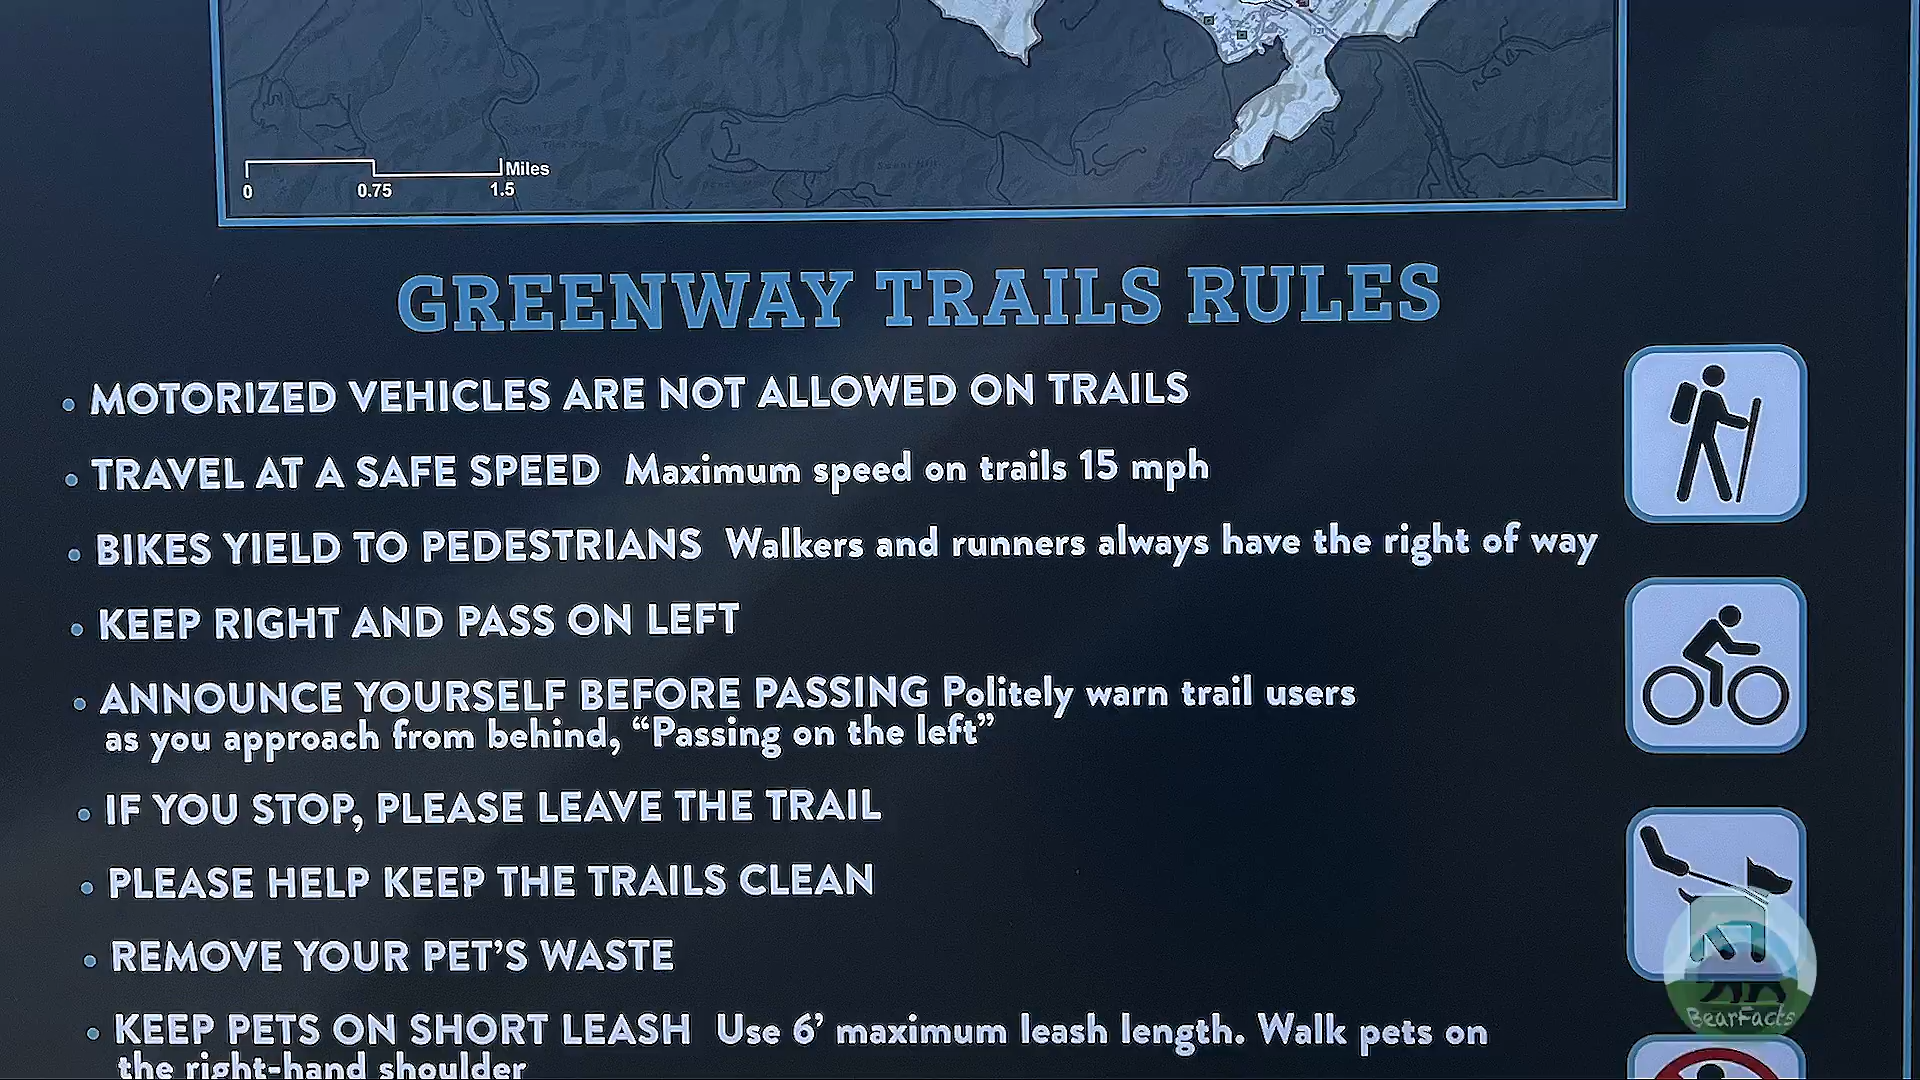 Miles
0 0.75 1.5
GREENWAY TRAILS RULES
• MOTORIZED VEHICLES ARE NOT ALLOWED ON TRAILS
• TRAVEL AT A SAFE SPEED Maximum speed on trails 15 mph
• BIKES YIELD TO PEDESTRIANS Walkers and runners always have the right of way
• KEEP RIGHT AND PASS ON LEFT
• ANNOUNCE YOURSELF BEFORE PASSING Politely warn trail users
as you approach from behind, “Passing on the left”
• IF YOU STOP, PLEASE LEAVE THE TRAIL
• PLEASE HELP KEEP THE TRAILS CLEAN
• REMOVE YOUR PET’S WASTE
• KEEP PETS ON SHORT LEASH Use 6’ maximum leash length. Walk pets on
the right-hand shoulder
BearFacts